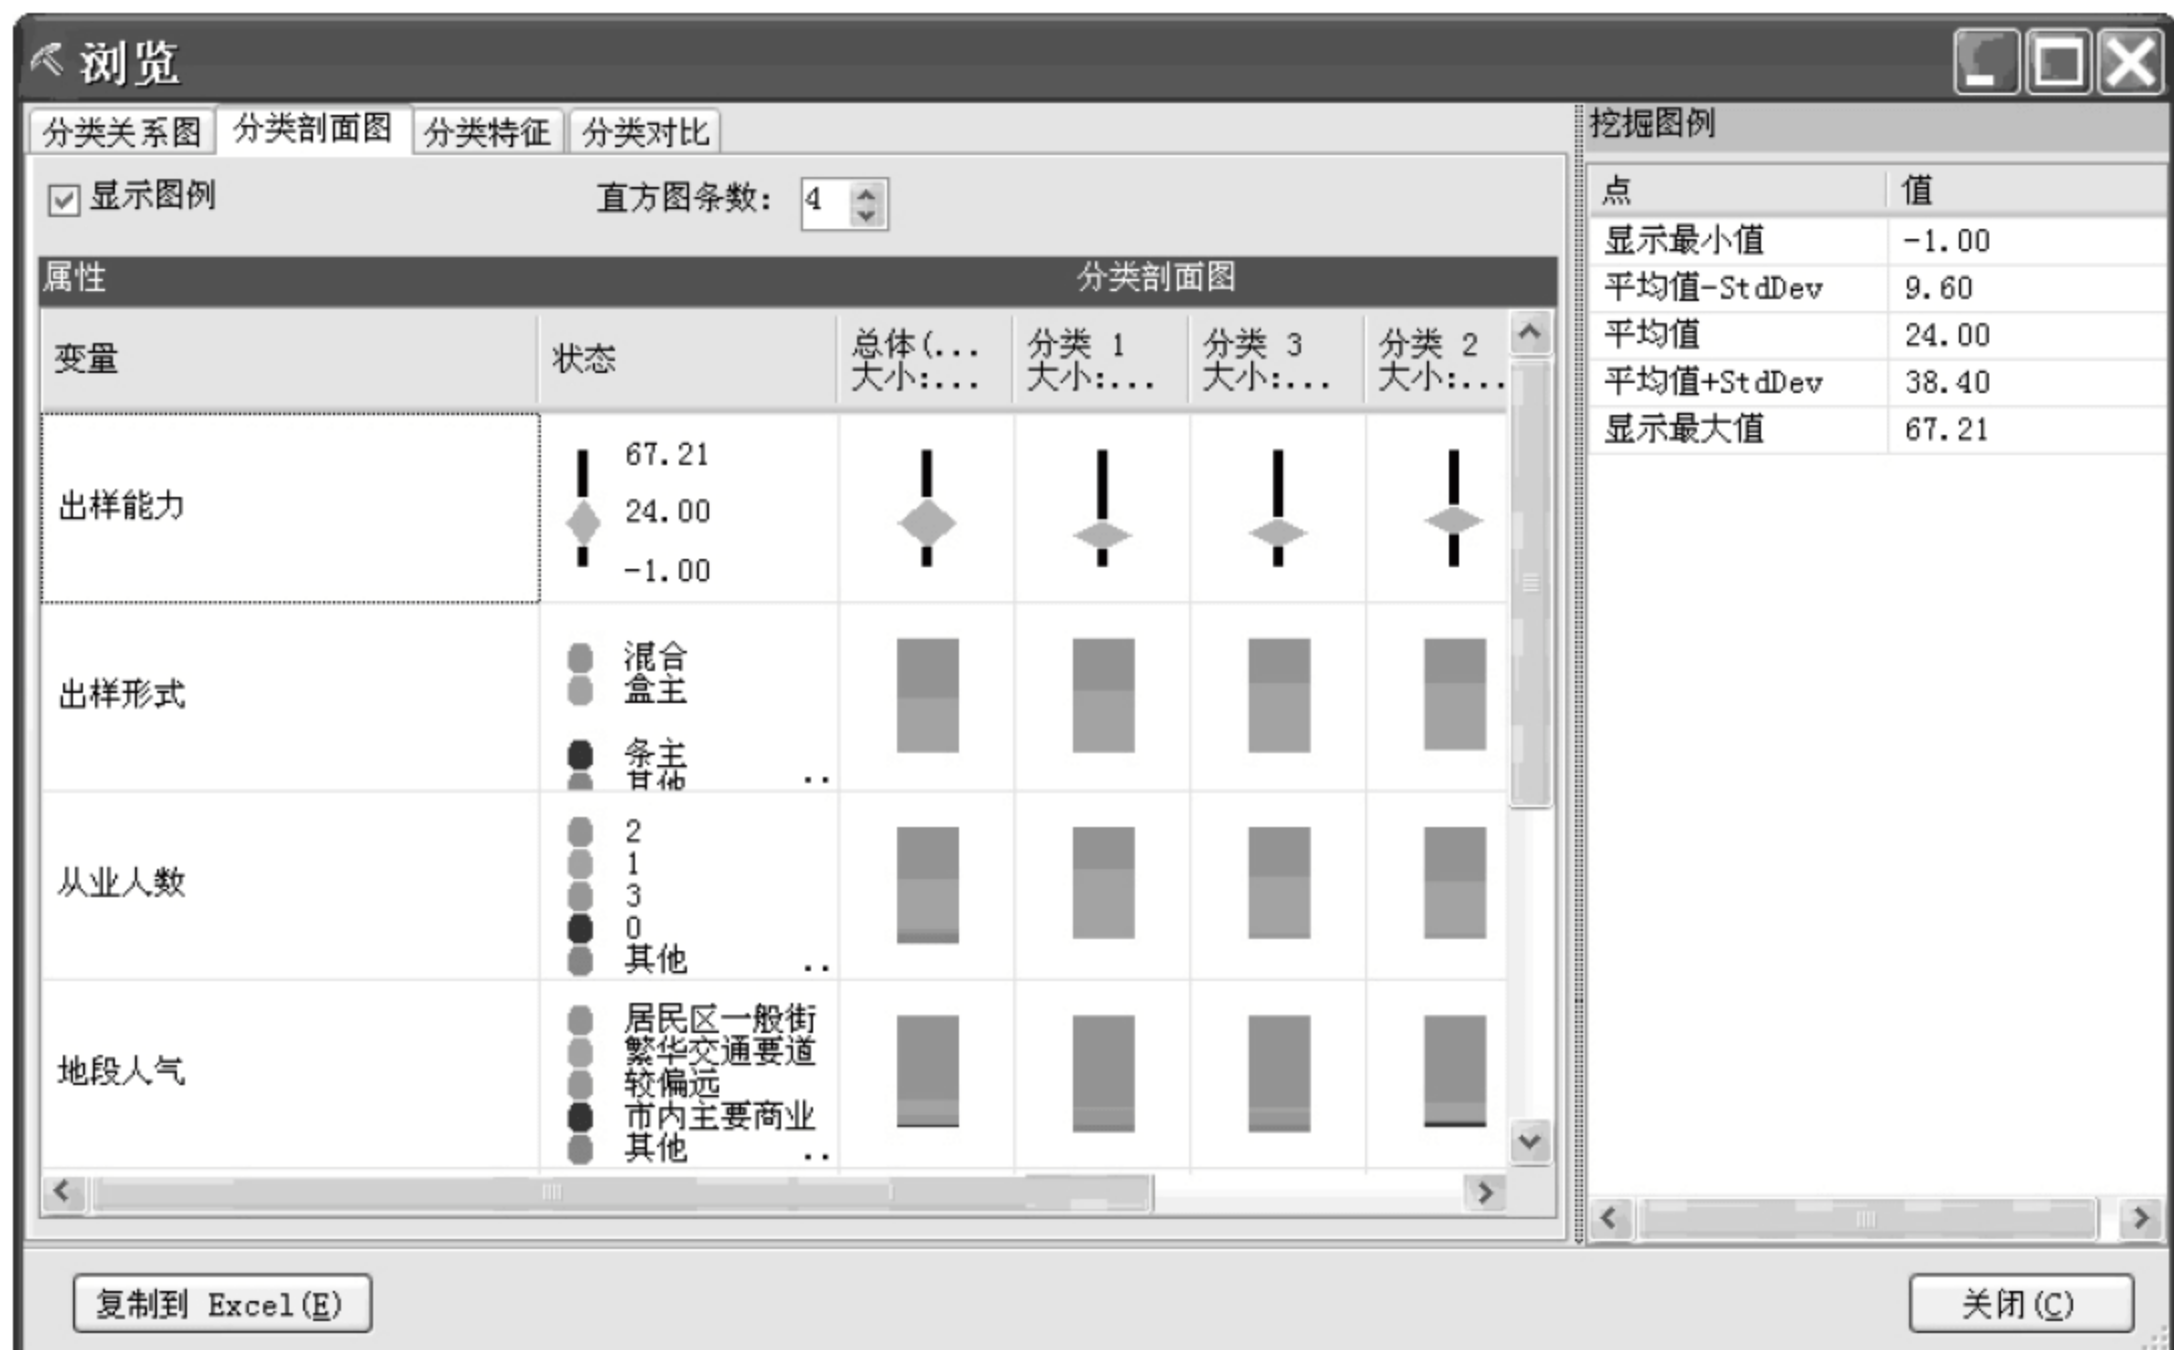 浏览
分类关系图 分类剖面图 分类特征 分类对比
显示图例 直方图条数: 4
属性 分类剖面图
变量 状态 总体(... 分类 1 分类 3 分类 2
大小:... 大小:... 大小:... 大小:...
出样能力
67.21
24.00
-1.00
出样形式
混合
盒主
条主
其他 ..
从业人数
2
1
3
0
其他 ..
地段人气
居民区一般街
繁华交通要道
较偏远
市内主要商业
其他 ..
挖掘图例
点 值
显示最小值 -1.00
平均值-StdDev 9.60
平均值 24.00
平均值+StdDev 38.40
显示最大值 67.21
复制到 Excel(E)
关闭(C)